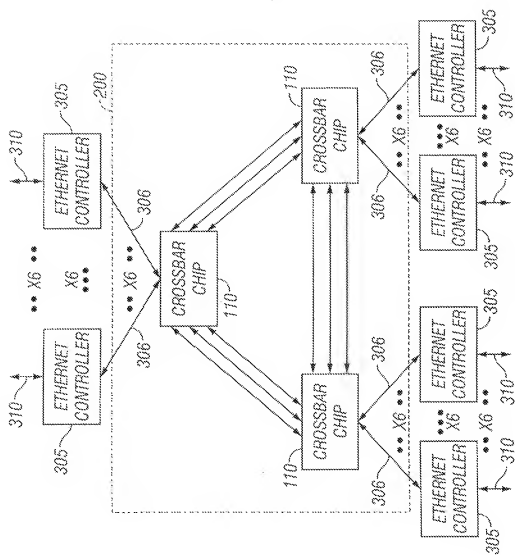 310
X6
310
ETHERNET
CONTROLLER
305
X6
ETHERNET
CONTROLLER
305
200
306
X6
306
CROSSBAR
CHIP
110
110
CROSSBAR
CHIP
CROSSBAR
CHIP
110
306
X6
306
306
X6
306
ETHERNET
CONTROLLER
305
X6
ETHERNET
CONTROLLER
305
ETHERNET
CONTROLLER
305
X6
ETHERNET
CONTROLLER
305
310
X6
310
310
X6
310